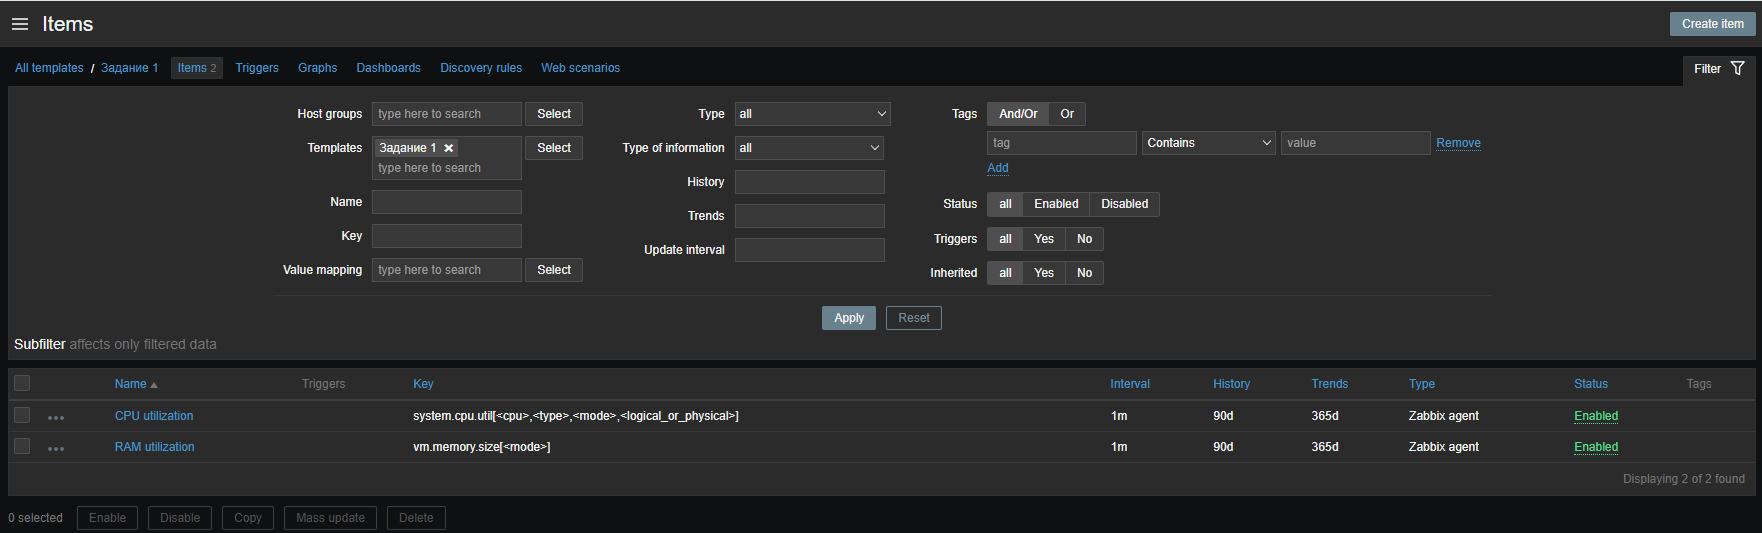 Items
Create item
All templates / Задание 1 Items 2 Triggers Graphs Dashboards Discovery rules Web scenarios
Filter
Host groups type here to search Select
Templates Задание 1 Select
type here to search
Name
Key
Value mapping type here to search Select
Type all
Type of information all
History
Trends
Update interval
Tags And/Or Or
tag Contains value Remove
Add
Status all Enabled Disabled
Triggers all Yes No
Inherited all Yes No
Apply Reset
Subfilter affects only filtered data
Name Triggers Key Interval History Trends Type Status Tags
CPU utilization system.cpu.util[<cpu>,<type>,<mode>,<logical_or_physical>] 1m 90d 365d Zabbix agent Enabled
RAM utilization vm.memory.size[<mode>] 1m 90d 365d Zabbix agent Enabled
Displaying 2 of 2 found
0 selected Enable Disable Copy Mass update Delete